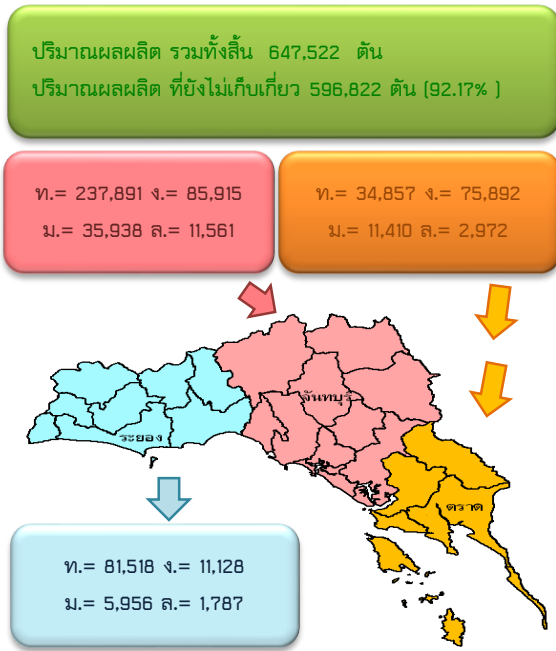 ปริมาณผลผลิต รวมทั้งสิ้น 647,522 ตัน
ปริมาณผลผลิต ที่ยังไม่เก็บเกี่ยว 596,822 ตัน (92.17% )
ท.= 237,891 ง.= 85,915
ม.= 35,938 ล.= 11,561
ท.= 34,857 ง.= 75,892
ม.= 11,410 ล.= 2,972
จันทบุรี
ระยอง
ตราด
ท.= 81,518 ง.= 11,128
ม.= 5,956 ล.= 1,787